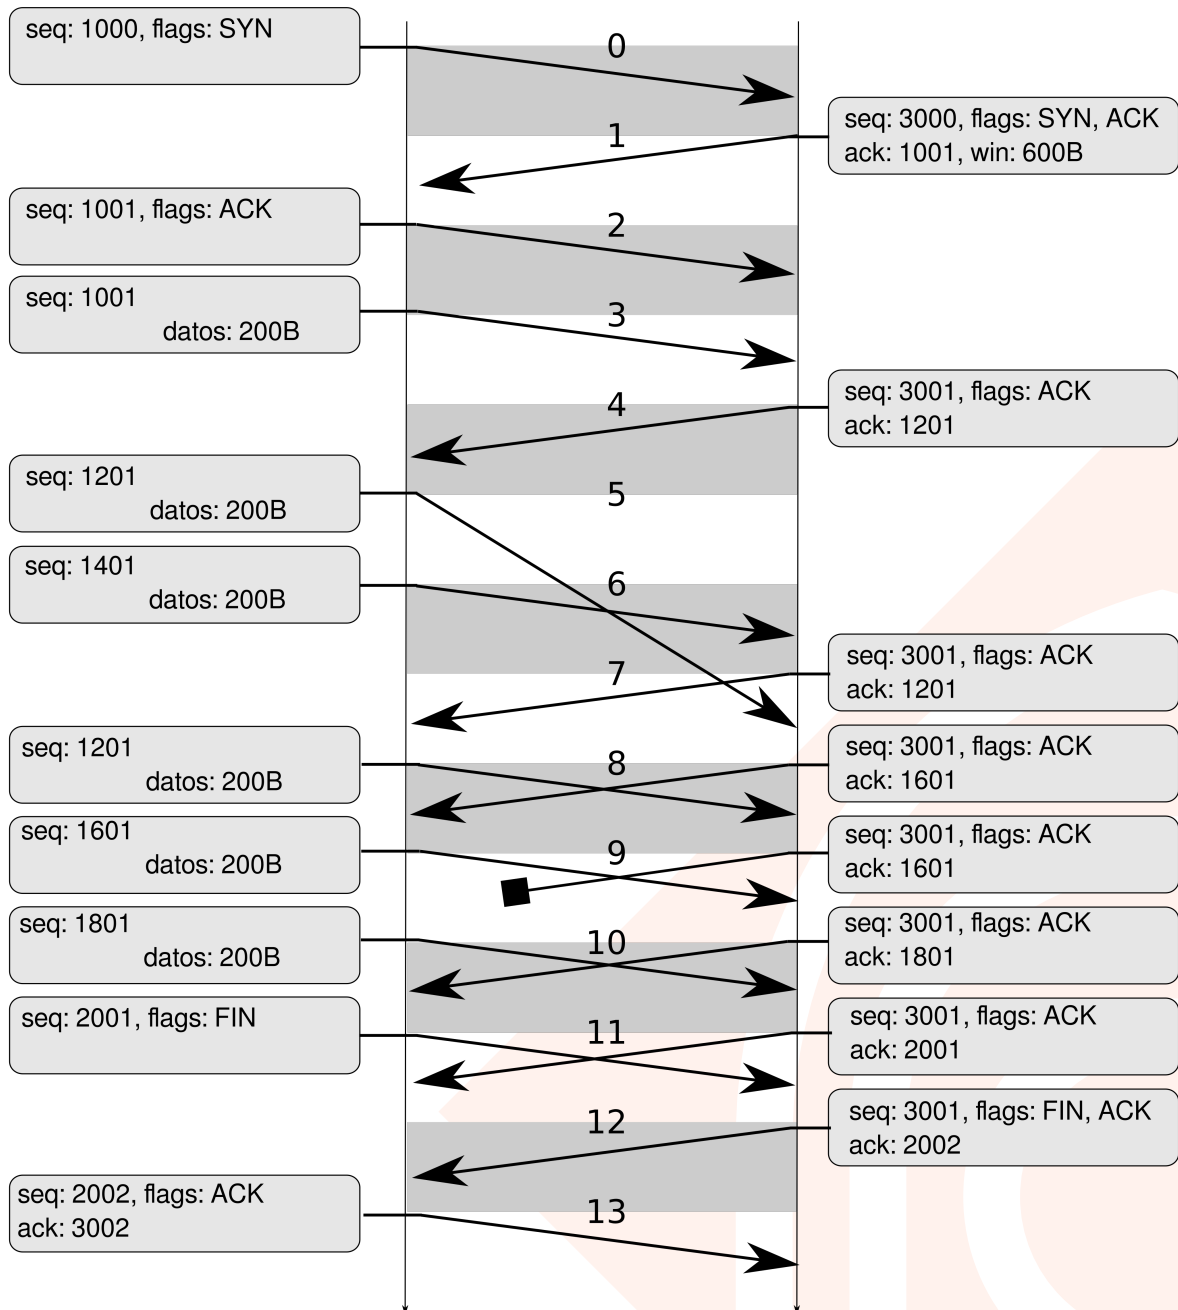 seq: 1000, flags: SYN
0
seq: 3000, flags: SYN, ACK
ack: 1001, win: 600B
1
seq: 1001, flags: ACK
2
seq: 1001
datos: 200B
3
seq: 3001, flags: ACK
ack: 1201
4
seq: 1201
datos: 200B
5
seq: 1401
datos: 200B
6
seq: 3001, flags: ACK
ack: 1201
7
seq: 1201
datos: 200B
8
seq: 3001, flags: ACK
ack: 1601
seq: 1601
datos: 200B
9
seq: 3001, flags: ACK
ack: 1601
seq: 1801
datos: 200B
10
seq: 3001, flags: ACK
ack: 1801
seq: 2001, flags: FIN
11
seq: 3001, flags: ACK
ack: 2001
12
seq: 3001, flags: FIN, ACK
ack: 2002
seq: 2002, flags: ACK
ack: 3002
13